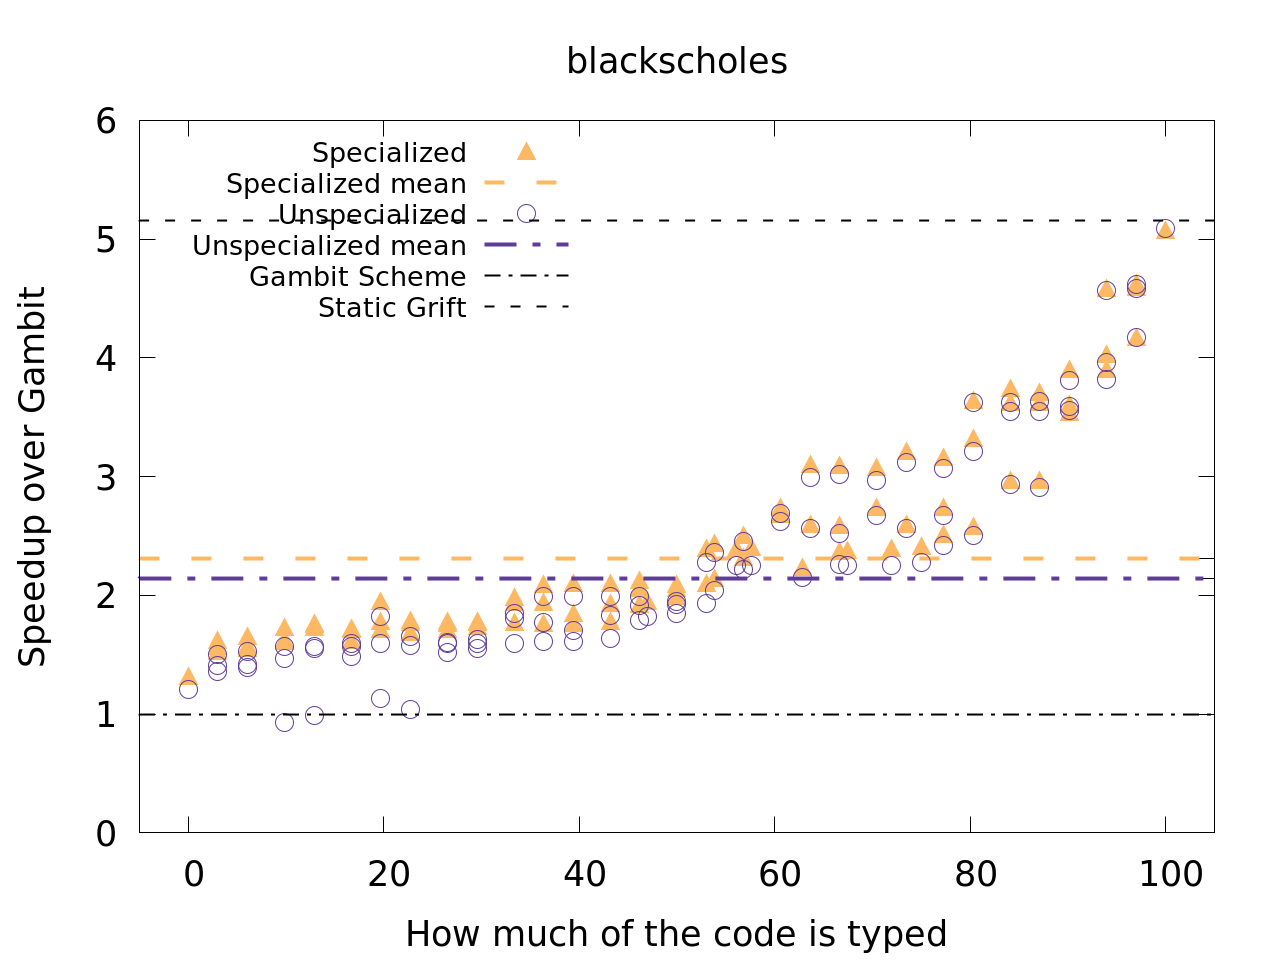 blackscholes
6
5
4
3
2
1
0
Speedup over Gambit
Specialized
Specialized mean
Unspecialized
Unspecialized mean
Gambit Scheme
Static Grift
0 20 40 60 80 100
How much of the code is typed